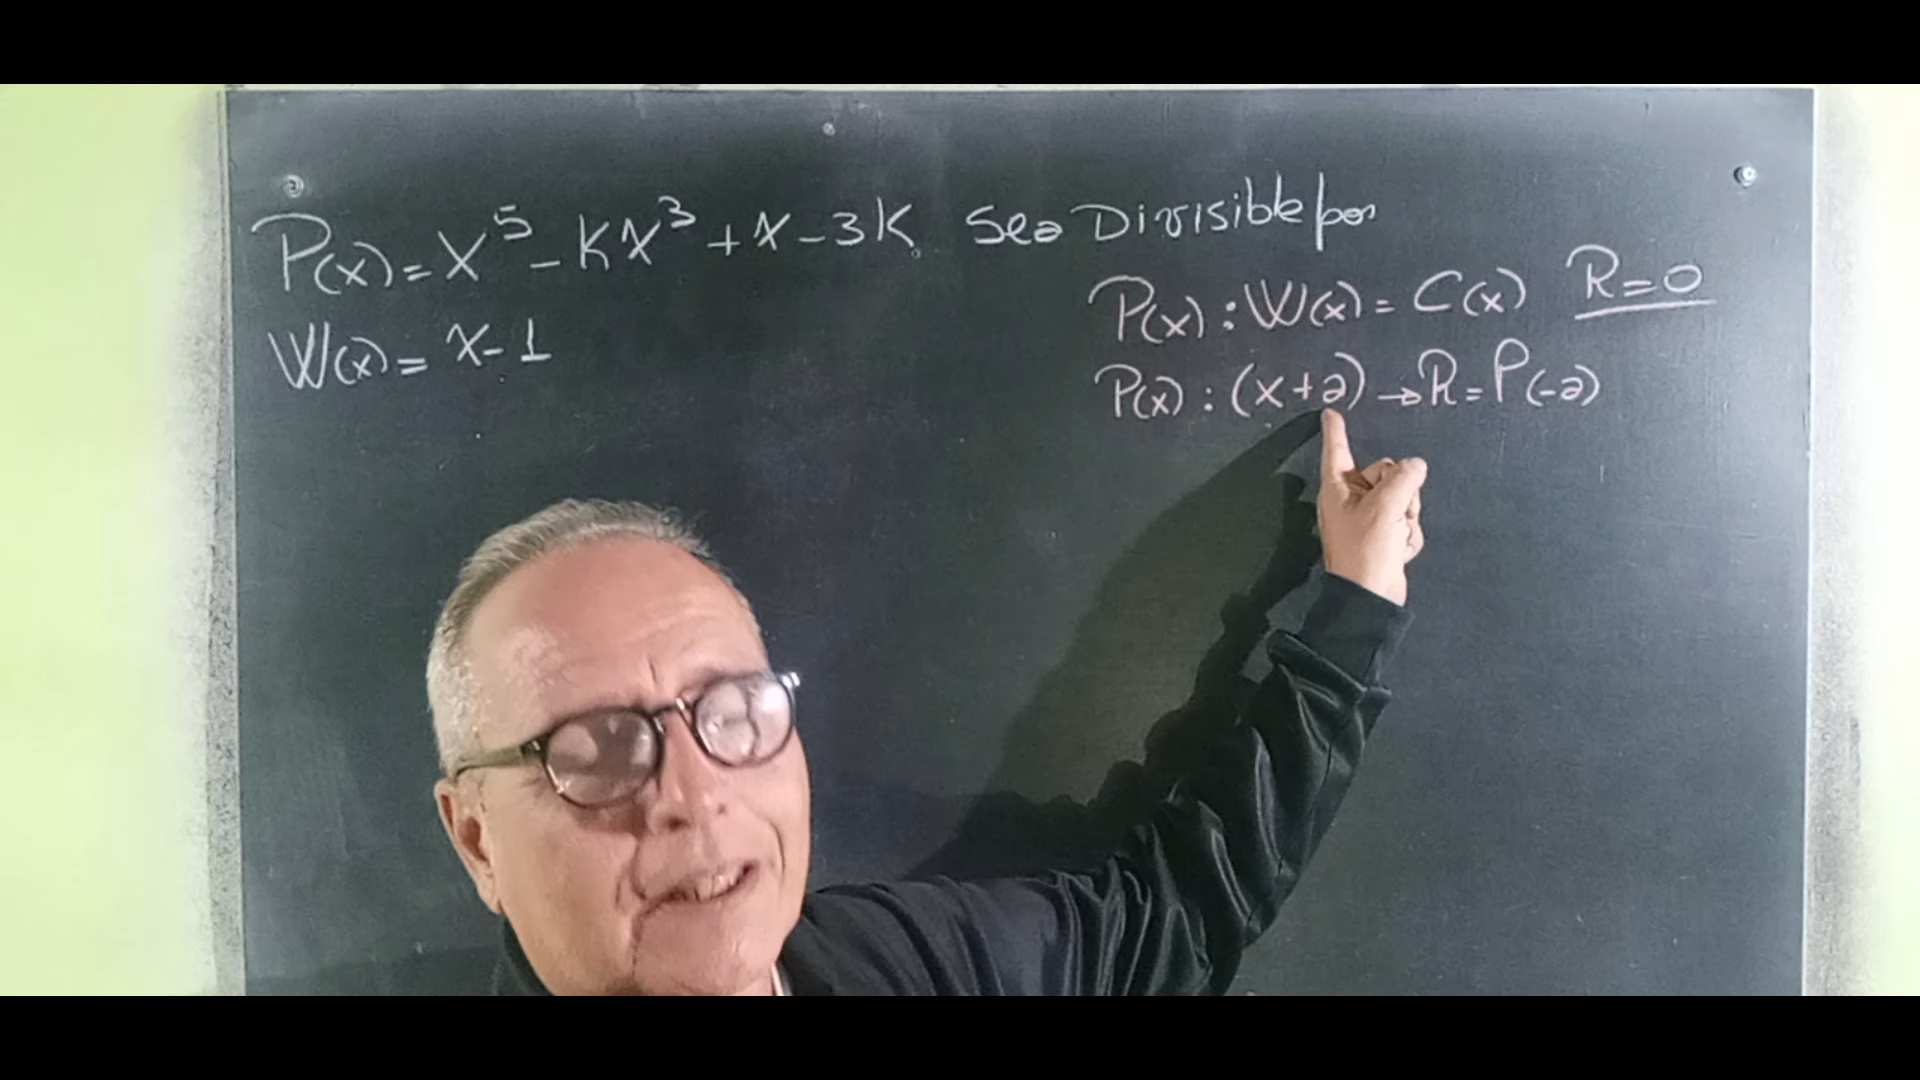 P(x) = x⁵ - Kx³ + x - 3K Sea Divisible por
W(x) = x - 1
P(x) : W(x) = C(x) R = 0
P(x) : (x + a) → R = P(-a)